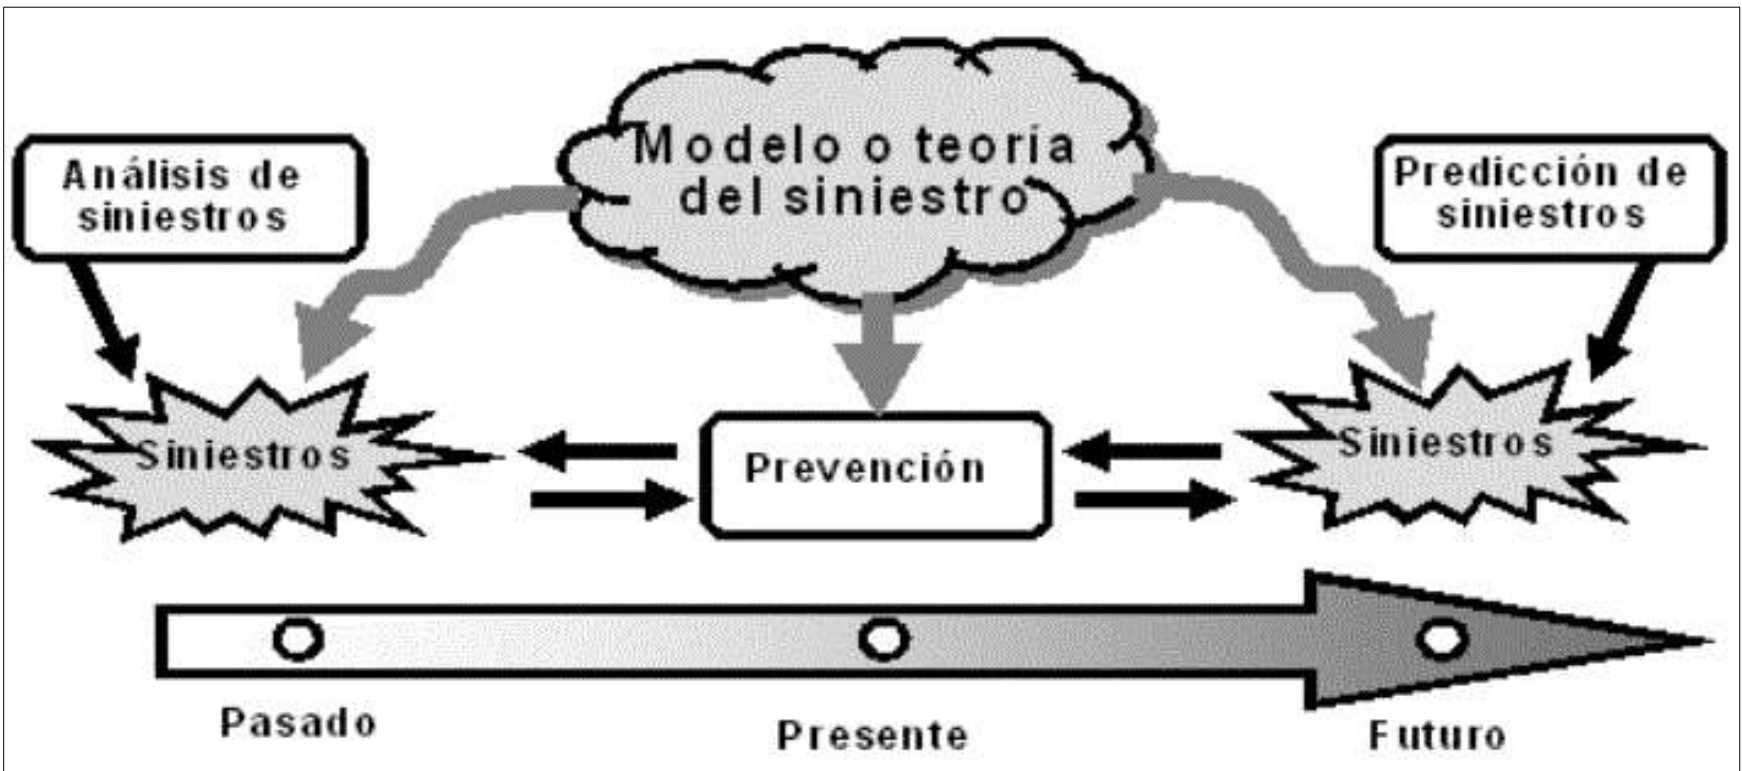 Modelo o teoría
del siniestro
Análisis de
siniestros
Predicción de
siniestros
Siniestros
Prevención
Siniestros
Pasado
Presente
Futuro